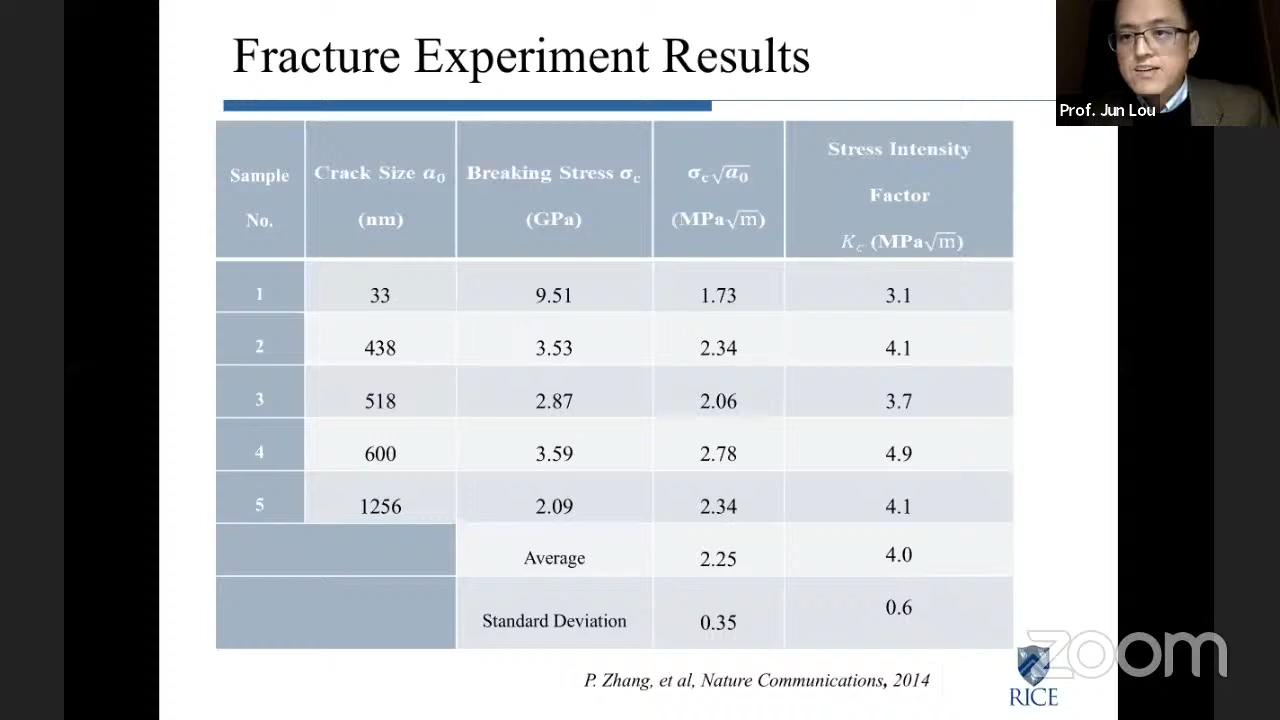 Fracture Experiment Results
Prof. Jun Lou
Sample No.
Crack Size a₀ (nm)
Breaking Stress σc (GPa)
σc√a₀ (MPa√m)
Stress Intensity Factor Kc (MPa√m)
1 33 9.51 1.73 3.1
2 438 3.53 2.34 4.1
3 518 2.87 2.06 3.7
4 600 3.59 2.78 4.9
5 1256 2.09 2.34 4.1
Average 2.25 4.0
Standard Deviation 0.35 0.6
P. Zhang, et al, Nature Communications, 2014
RICE
zoom